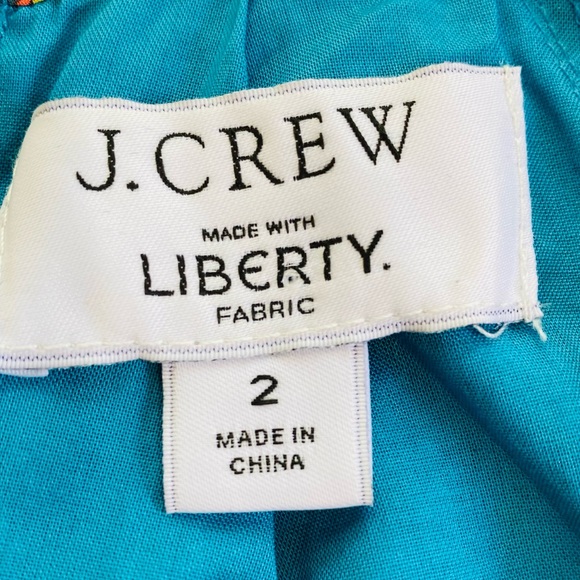 J.CREW
MADE WITH
LIBERTY.
FABRIC
2
MADE IN
CHINA